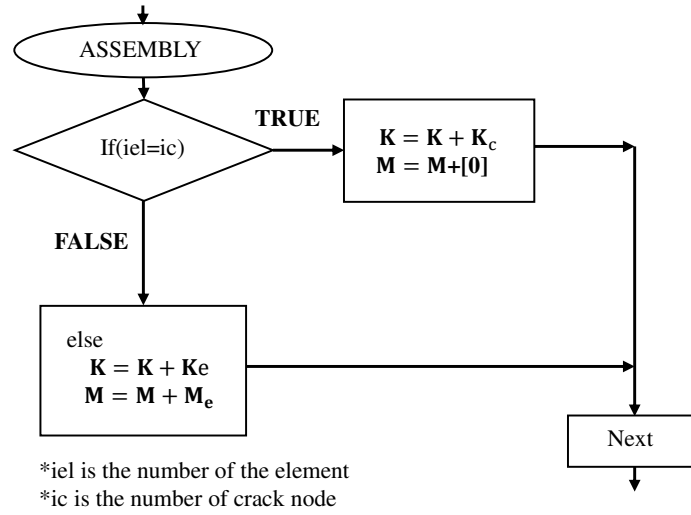 ASSEMBLY
If(iel=ic)
TRUE
K = K + Kc
M = M+[0]
FALSE
else
K = K + Ke
M = M + Me
Next
*iel is the number of the element
*ic is the number of crack node